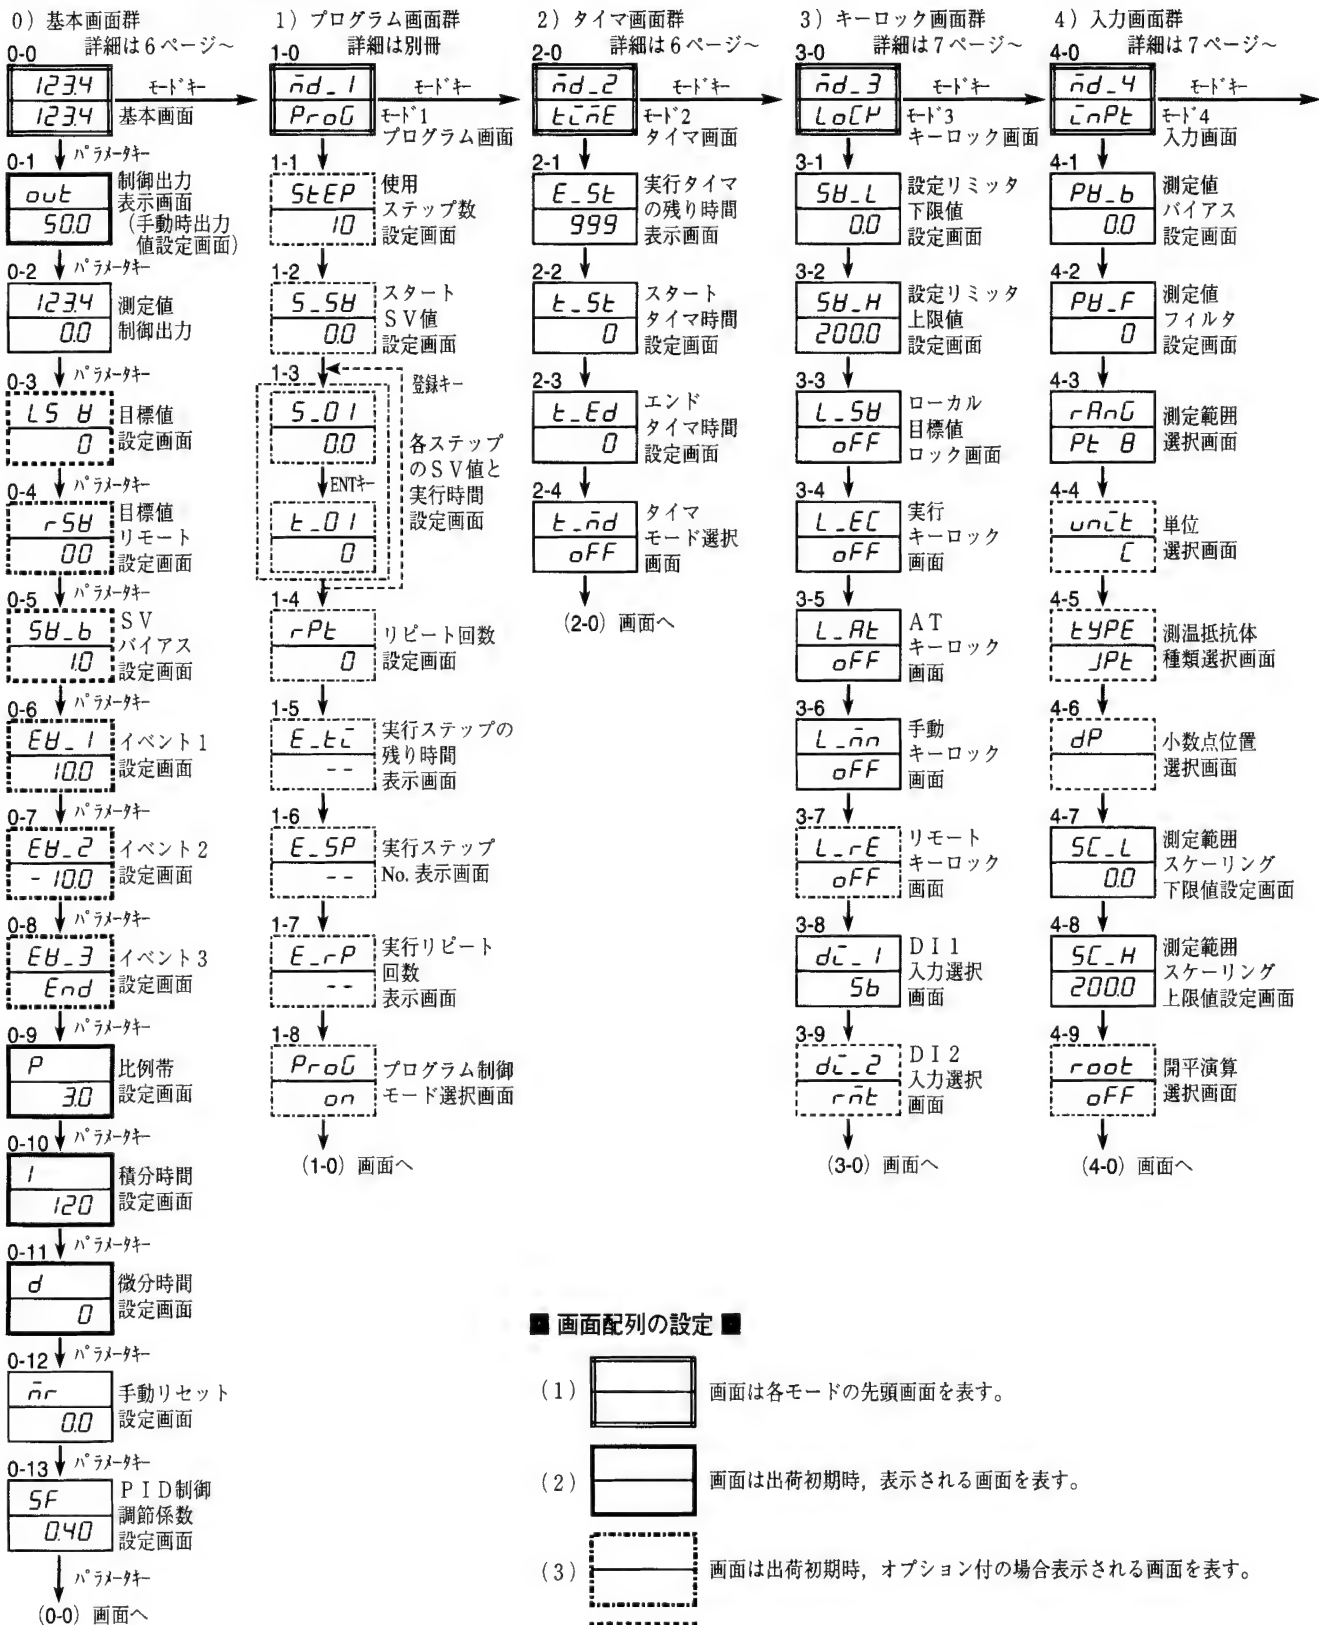 0）基本画面群
詳細は６ページ～
0-0
123.4
123.4
基本画面
モードキー
パラメータキー
0-1
out
50.0
制御出力
表示画面
（手動時出力
値設定画面）
パラメータキー
0-2
123.4
0.0
測定値
制御出力
パラメータキー
0-3
LS V
0
目標値
設定画面
パラメータキー
0-4
rSV
00
目標値
リモート
設定画面
パラメータキー
0-5
SV_b
1.0
ＳＶ
バイアス
設定画面
パラメータキー
0-6
EV_1
10.0
イベント1
設定画面
パラメータキー
0-7
EV_2
-10.0
イベント2
設定画面
パラメータキー
0-8
EV_3
End
イベント3
設定画面
パラメータキー
0-9
P
3.0
比例帯
設定画面
パラメータキー
0-10
I
120
積分時間
設定画面
パラメータキー
0-11
d
0
微分時間
設定画面
パラメータキー
0-12
mr
0.0
手動リセット
設定画面
パラメータキー
0-13
SF
0.40
ＰＩＤ制御
調節係数
設定画面
パラメータキー
(0-0) 画面へ
1）プログラム画面群
詳細は別冊
1-0
md_1
ProG
モード1
プログラム画面
モードキー
1-1
StEP
10
使用
ステップ数
設定画面
1-2
S_SV
0.0
スタート
ＳＶ値
設定画面
1-3
登録キー
S_01
0.0
ENTキー
t_01
0
各ステップ
のＳＶ値と
実行時間
設定画面
1-4
rPt
0
リピート回数
設定画面
1-5
E_ti
--
実行ステップの
残り時間
表示画面
1-6
E_SP
--
実行ステップ
No. 表示画面
1-7
E_rP
--
実行リピート
回数
表示画面
1-8
ProG
on
プログラム制御
モード選択画面
(1-0) 画面へ
2）タイマ画面群
詳細は６ページ～
2-0
md_2
timE
モード2
タイマ画面
モードキー
2-1
E_St
999
実行タイマ
の残り時間
表示画面
2-2
t_St
0
スタート
タイマ時間
設定画面
2-3
t_Ed
0
エンド
タイマ時間
設定画面
2-4
t_md
oFF
タイマ
モード選択
画面
(2-0) 画面へ
3）キーロック画面群
詳細は７ページ～
3-0
md_3
LoCK
モード3
キーロック画面
モードキー
3-1
SV_L
0.0
設定リミッタ
下限値
設定画面
3-2
SV_H
200.0
設定リミッタ
上限値
設定画面
3-3
L_SV
oFF
ローカル
目標値
ロック画面
3-4
L_EC
oFF
実行
キーロック
画面
3-5
L_At
oFF
ＡＴ
キーロック
画面
3-6
L_mn
oFF
手動
キーロック
画面
3-7
L_rE
oFF
リモート
キーロック
画面
3-8
di_1
Sb
ＤＩ１
入力選択
画面
3-9
di_2
rmt
ＤＩ２
入力選択
画面
(3-0) 画面へ
4）入力画面群
詳細は７ページ～
4-0
md_4
inPt
モード4
入力画面
モードキー
4-1
PV_b
0.0
測定値
バイアス
設定画面
4-2
PV_F
0
測定値
フィルタ
設定画面
4-3
rAnG
Pt 8
測定範囲
選択画面
4-4
unit
C
単位
選択画面
4-5
tYPE
JPt
測温抵抗体
種類選択画面
4-6
dP
小数点位置
選択画面
4-7
SC_L
0.0
測定範囲
スケーリング
下限値設定画面
4-8
SC_H
200.0
測定範囲
スケーリング
上限値設定画面
4-9
root
oFF
開平演算
選択画面
(4-0) 画面へ
■ 画面配列の設定 ■
（1）
画面は各モードの先頭画面を表す。
（2）
画面は出荷初期時，表示される画面を表す。
（3）
画面は出荷初期時，オプション付の場合表示される画面を表す。